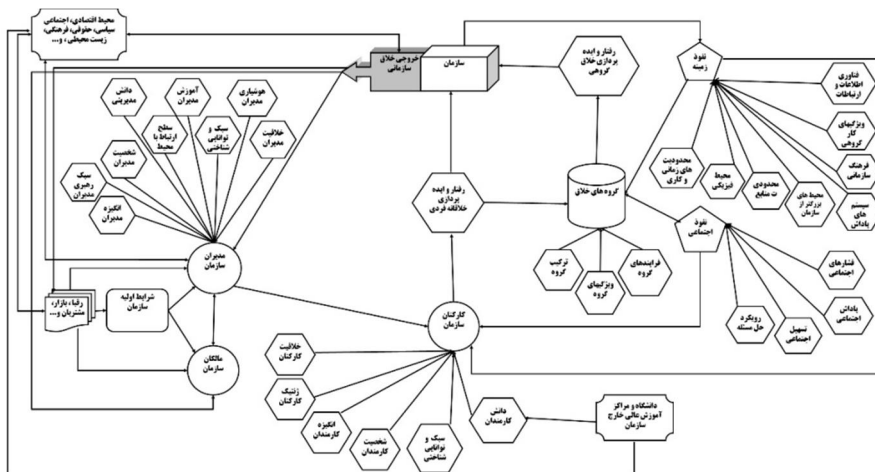 محیط اقتصادی، اجتماعی
سیاسی، حقوقی، فرهنگی،
زیست محیطی، و...
خروجی خلاق
سازمانی
سازمان
رفتار و ایده
پردازی خلاق
گروهی
نفوذ
زمینه
فناوری
اطلاعات و
ارتباطات
ویژگیهای
کار
گروهی
فرهنگ
سازمانی
سیستم
های
پاداش
محیط های
بزرگتر از
سازمان
محدودی
ت منابع
محیط
فیزیکی
محدودیت
های زمانی
و کاری
هوشیاری
مدیران
آموزش
مدیران
دانش
مدیریتی
خلاقیت
مدیران
سبک و
توانایی
شناختی
سطح
ارتباط با
محیط
شخصیت
مدیران
سبک
رهبری
مدیران
انگیزه
مدیران
رفتار و ایده
پردازی
خلاقانه فردی
گروه های خلاق
نفوذ
اجتماعی
فشارهای
اجتماعی
پاداش
اجتماعی
تسهیل
اجتماعی
رویکرد
حل مسئله
فرایندهای
گروه
ویژگیهای
گروه
ترکیب
گروه
مدیران
سازمان
رقبا، بازار،
مشتریان و...
شرایط اولیه
سازمان
مالکان
سازمان
کارکنان
سازمان
خلاقیت
کارکنان
ژنتیک
کارکنان
انگیزه
کارمندان
شخصیت
کارمندان
سبک و
توانایی
شناختی
دانش
کارمندان
دانشگاه و مراکز
آموزش عالی خارج
سازمان